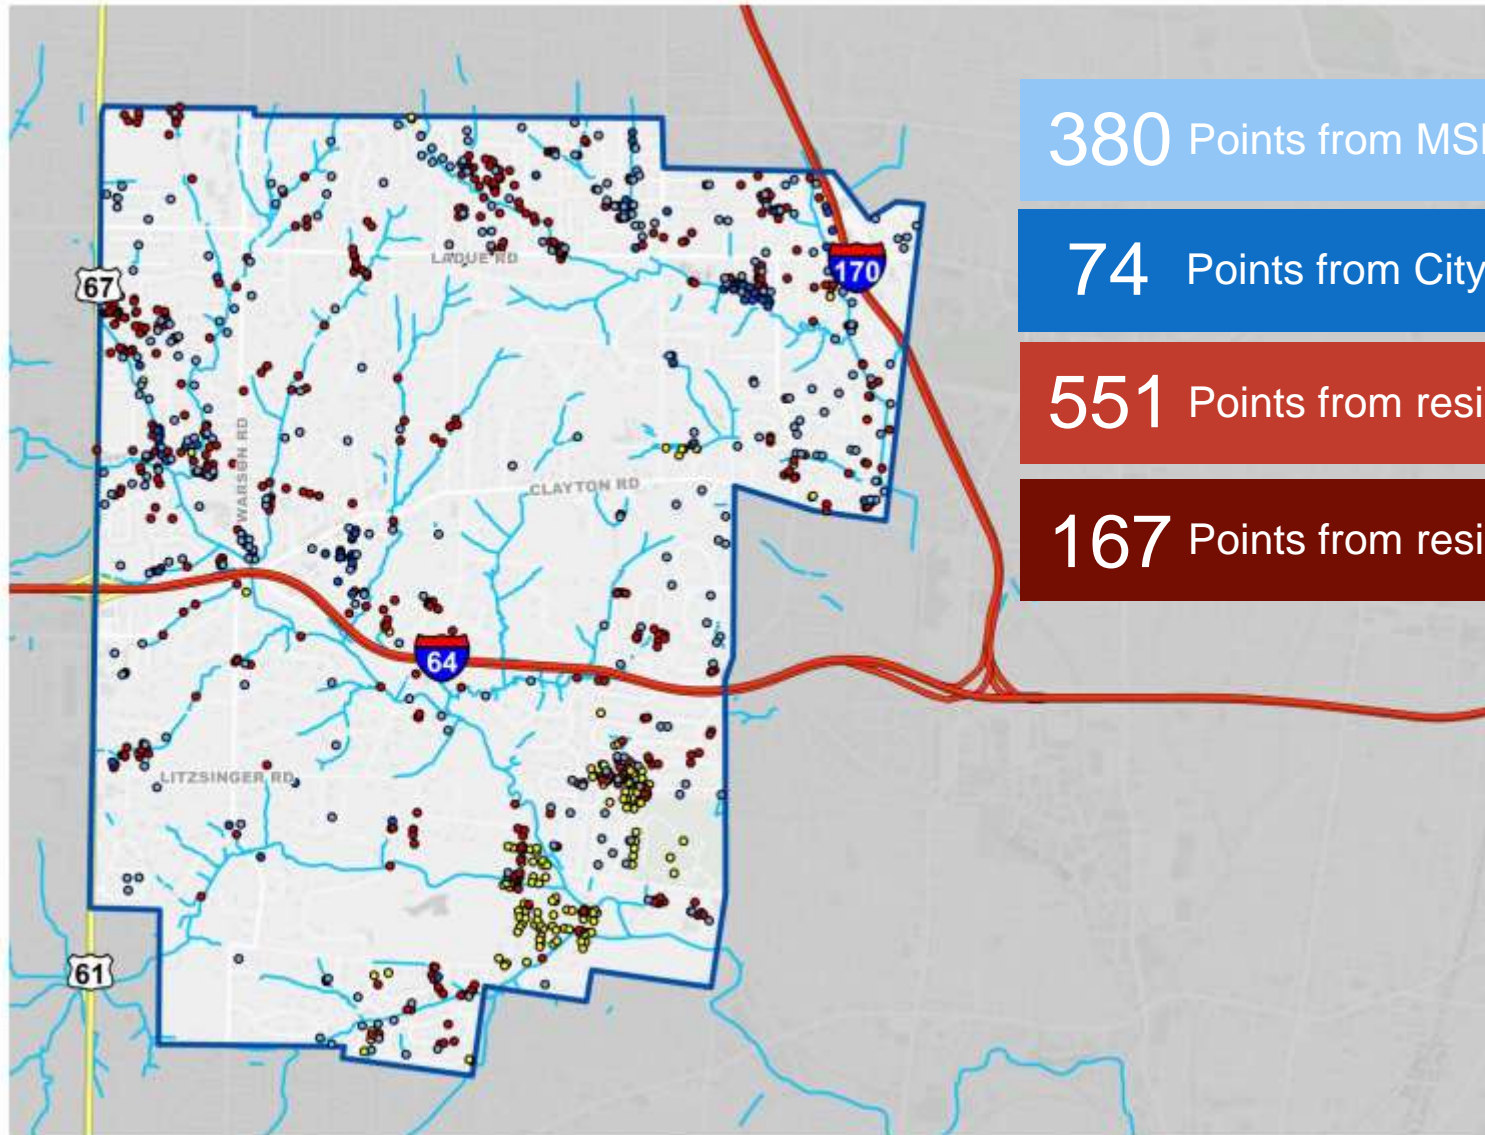 380 Points from MS
74 Points from City
551 Points from resi
167 Points from resi
67
LADUE RD
170
WARSON RD
CLAYTON RD
64
LITZSINGER RD
61